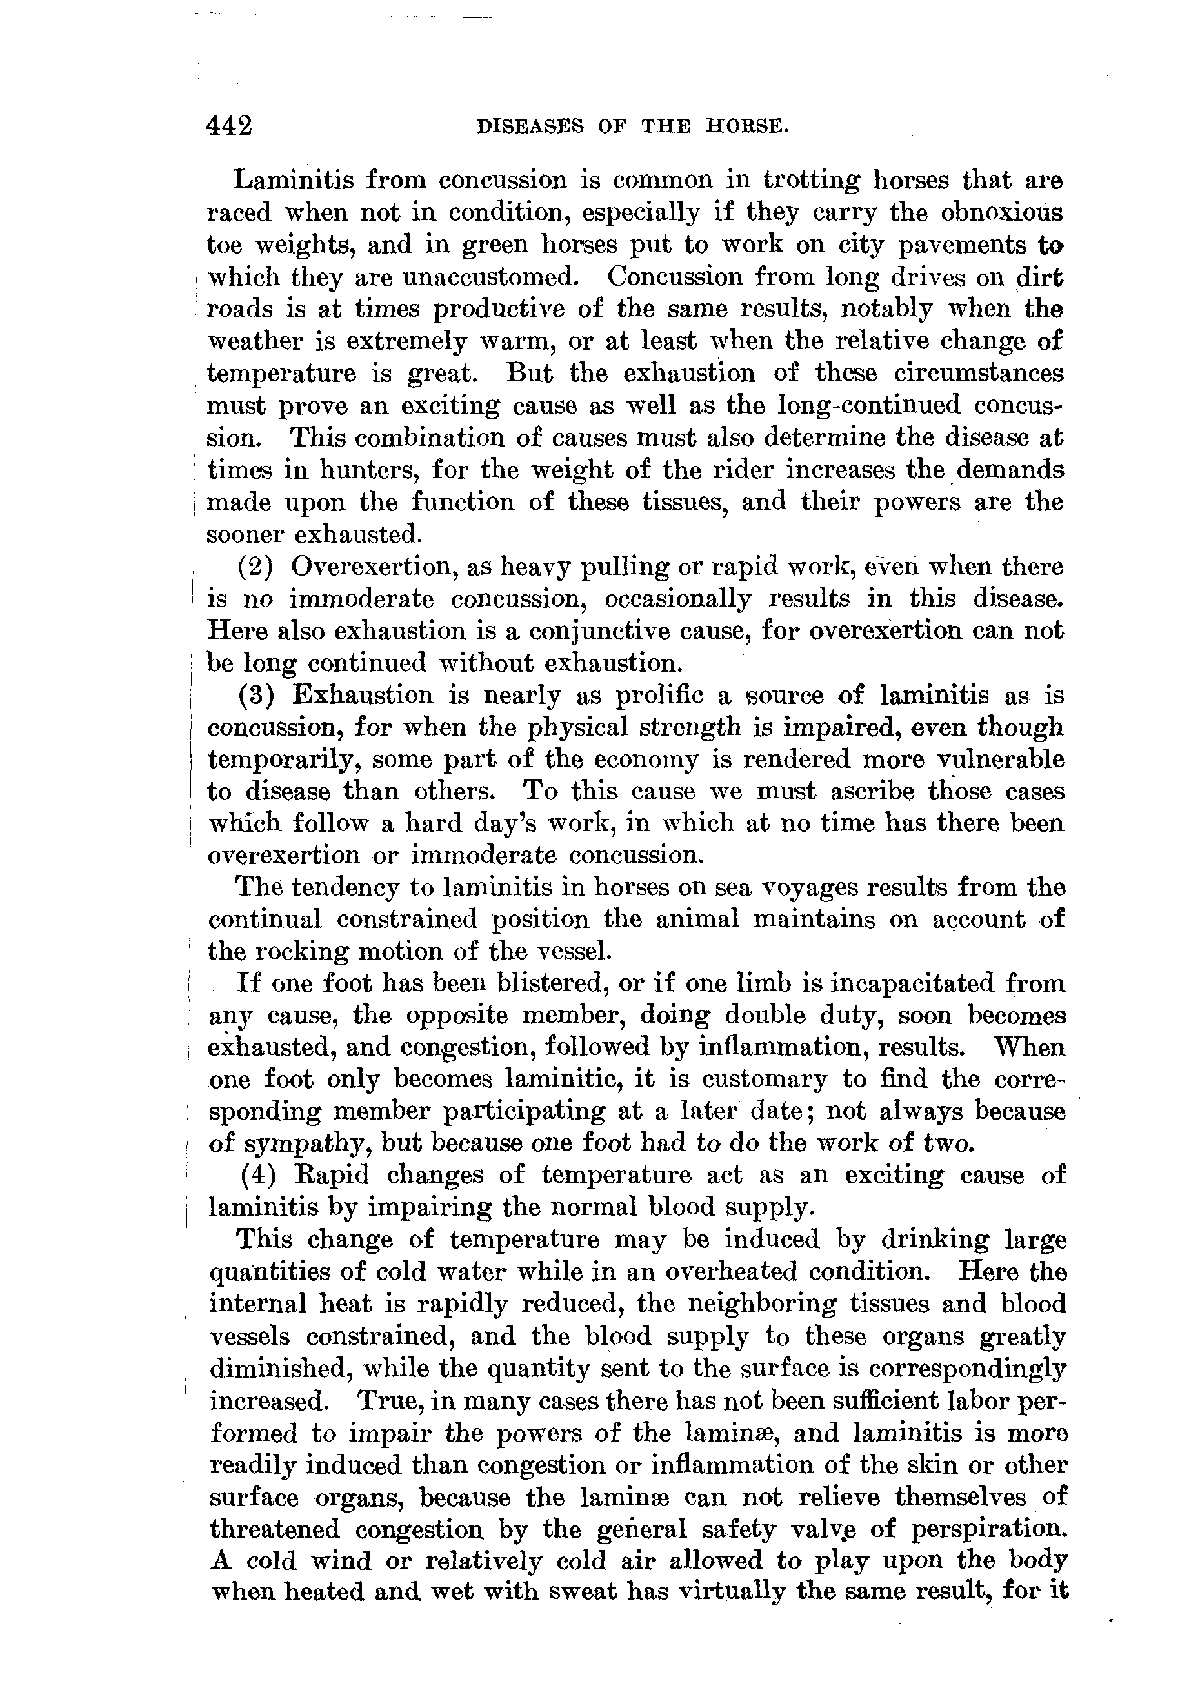 442 DISEASES OF THE HORSE.
Laminitis from concussion is common in trotting horses that are
raced when not in condition, especially if they carry the obnoxious
toe weights, and in green horses put to work on city pavements to
which they are unaccustomed. Concussion from long drives on dirt
roads is at times productive of the same results, notably when the
weather is extremely warm, or at least when the relative change of
temperature is great. But the exhaustion of these circumstances
must prove an exciting cause as well as the long-continued concus-
sion. This combination of causes must also determine the disease at
times in hunters, for the weight of the rider increases the demands
made upon the function of these tissues, and their powers are the
sooner exhausted.
(2) Overexertion, as heavy pulling or rapid work, even when there
is no immoderate concussion, occasionally results in this disease.
Here also exhaustion is a conjunctive cause, for overexertion can not
be long continued without exhaustion.
(3) Exhaustion is nearly as prolific a source of laminitis as is
concussion, for when the physical strength is impaired, even though
temporarily, some part of the economy is rendered more vulnerable
to disease than others. To this cause we must ascribe those cases
which follow a hard day's work, in which at no time has there been
overexertion or immoderate concussion.
The tendency to laminitis in horses on sea voyages results from the
continual constrained position the animal maintains on account of
the rocking motion of the vessel.
If one foot has been blistered, or if one limb is incapacitated from
any cause, the opposite member, doing double duty, soon becomes
exhausted, and congestion, followed by inflammation, results. When
one foot only becomes laminitic, it is customary to find the corre-
sponding member participating at a later date; not always because
of sympathy, but because one foot had to do the work of two.
(4) Rapid changes of temperature act as an exciting cause of
laminitis by impairing the normal blood supply.
This change of temperature may be induced by drinking large
quantities of cold water while in an overheated condition. Here the
internal heat is rapidly reduced, the neighboring tissues and blood
vessels constrained, and the blood supply to these organs greatly
diminished, while the quantity sent to the surface is correspondingly
increased. True, in many cases there has not been sufficient labor per-
formed to impair the powers of the laminæ, and laminitis is more
readily induced than congestion or inflammation of the skin or other
surface organs, because the laminæ can not relieve themselves of
threatened congestion by the general safety valve of perspiration.
A cold wind or relatively cold air allowed to play upon the body
when heated and wet with sweat has virtually the same result, for it